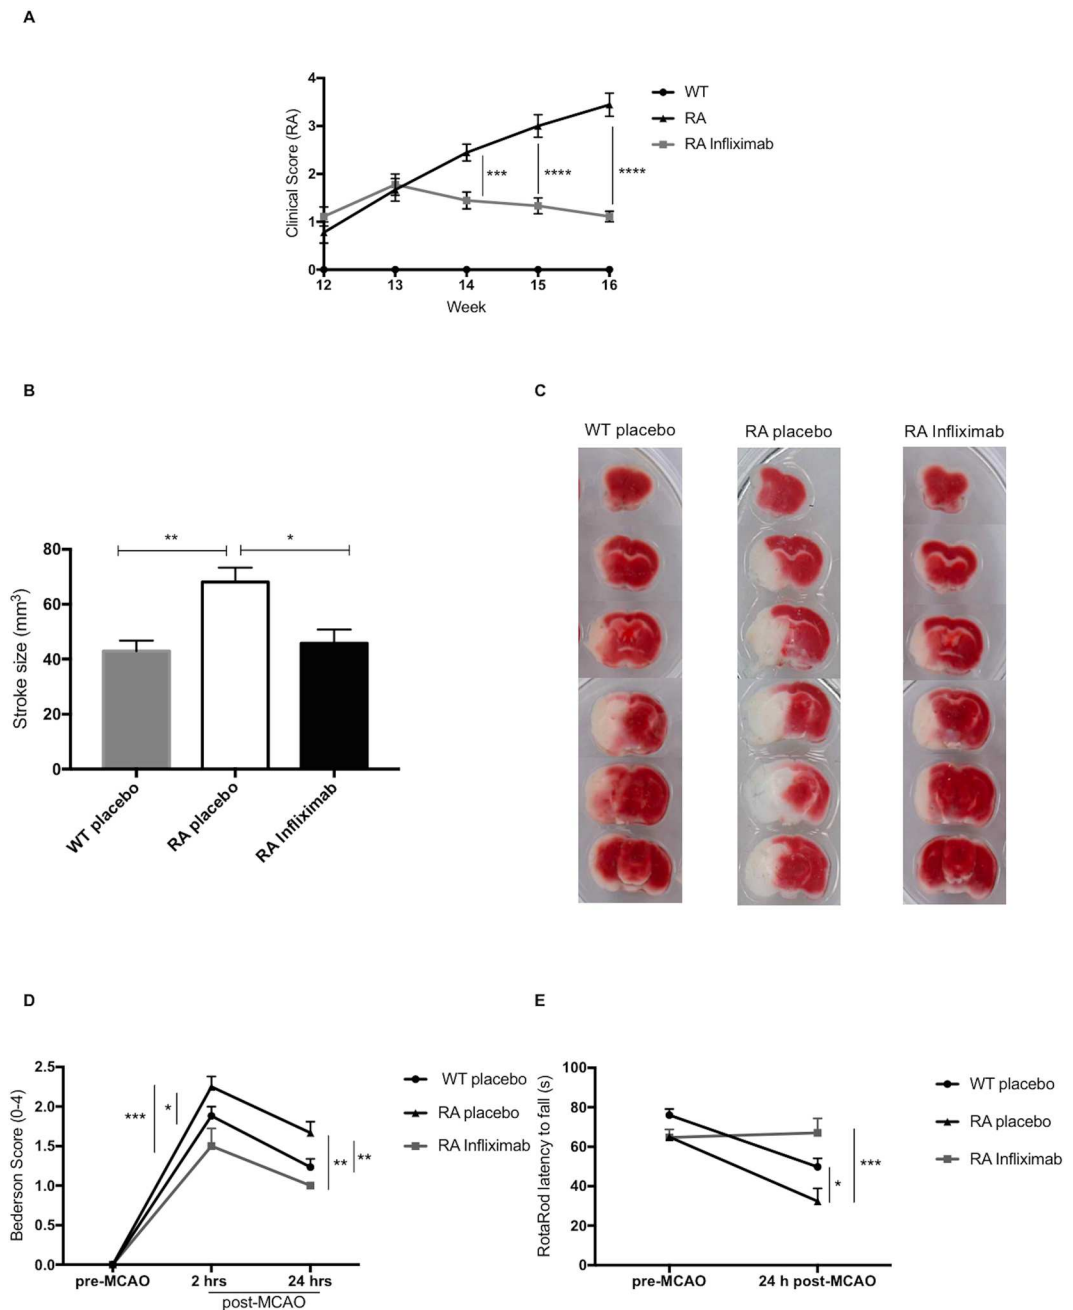 A
Clinical Score (RA)
4
3
2
1
0
12 13 14 15 16
Week
***
****
****
WT
RA
RA Infliximab
B
Stroke size (mm³)
80
60
40
20
0
**
*
WT placebo
RA placebo
RA Infliximab
C
WT placebo RA placebo RA Infliximab
D
Bederson Score (0-4)
2.5
2.0
1.5
1.0
0.5
0.0
***
*
**
**
pre-MCAO 2 hrs 24 hrs
post-MCAO
WT placebo
RA placebo
RA Infliximab
E
RotaRod latency to fall (s)
100
80
60
40
20
0
*
***
pre-MCAO 24 h post-MCAO
WT placebo
RA placebo
RA Infliximab